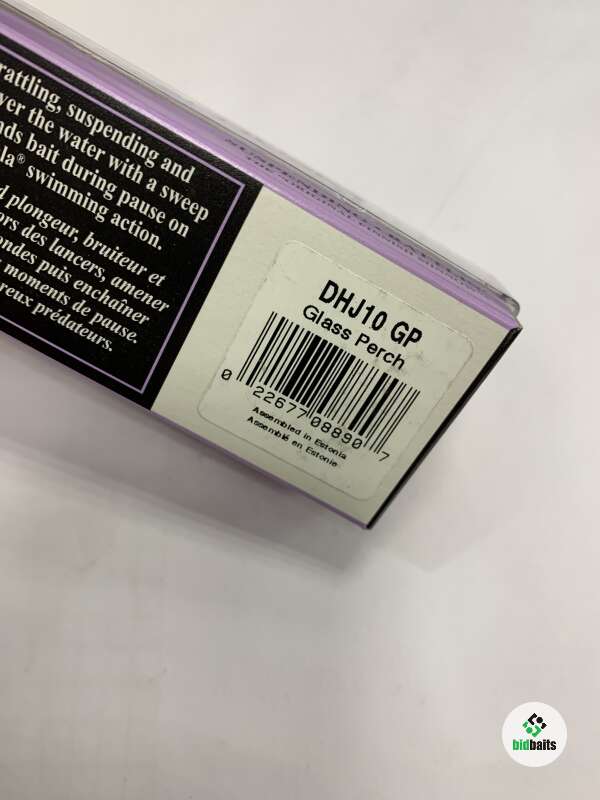 rattling, suspending and
ver the water with a sweep
nds bait during pause on
la® swimming action.
d plongeur, bruiteur et
ors des lancers, amener
ondes puis enchaîner
moments de pause.
reux prédateurs.
DHJ10 GP
Glass Perch
0 22677 08890 7
Assembled in Estonia
Assemblé en Estonie
bidbaits